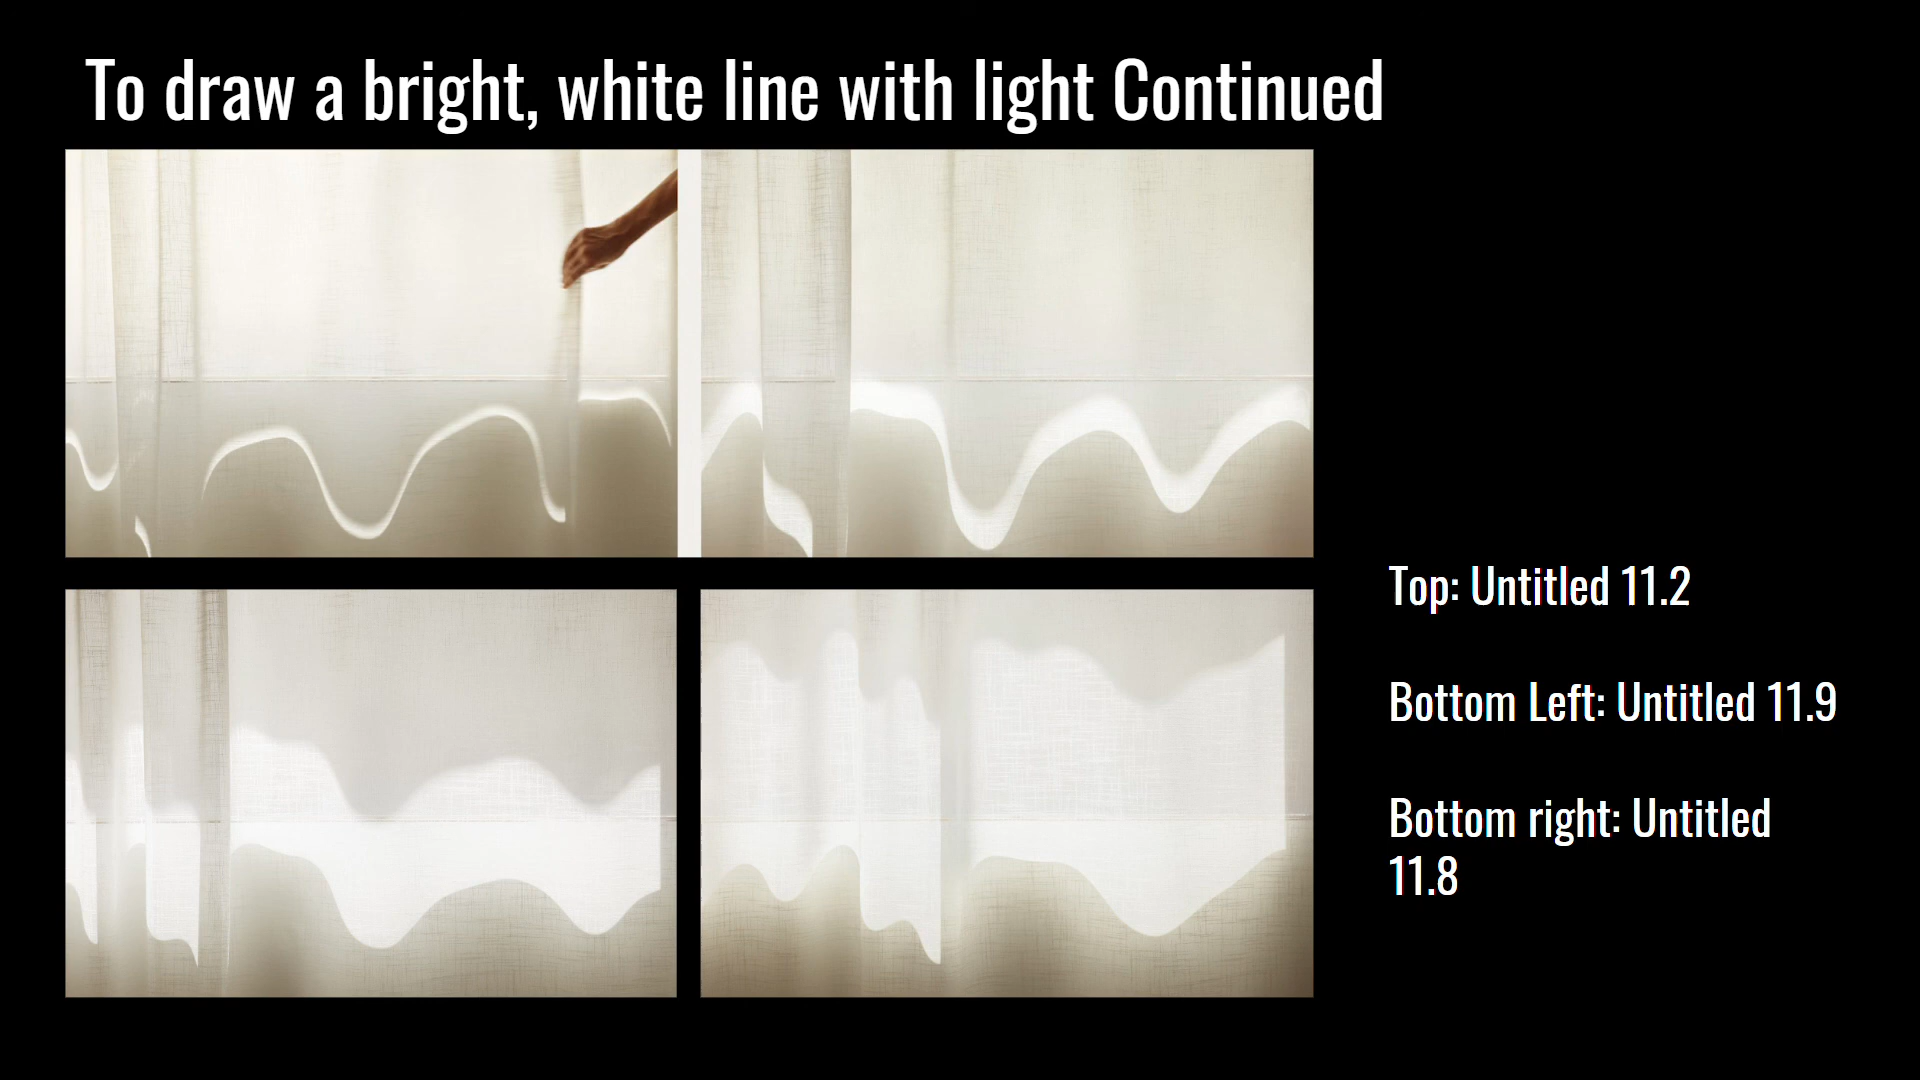 To draw a bright, white line with light Continued
Top: Untitled 11.2
Bottom Left: Untitled 11.9
Bottom right: Untitled
11.8